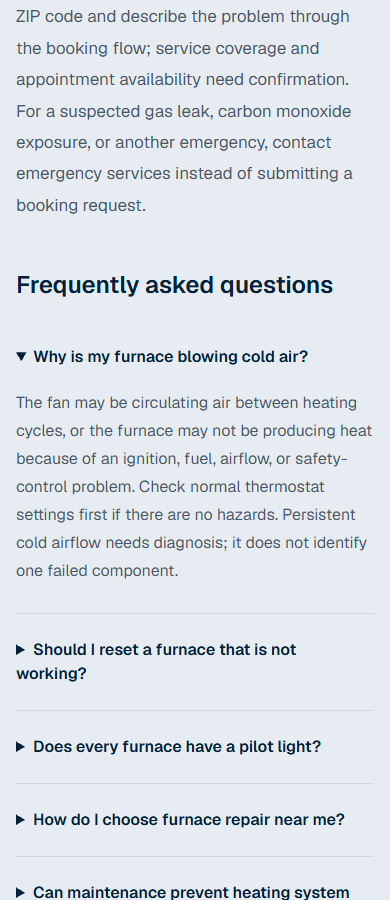 ZIP code and describe the problem through
the booking flow; service coverage and
appointment availability need confirmation.
For a suspected gas leak, carbon monoxide
exposure, or another emergency, contact
emergency services instead of submitting a
booking request.
Frequently asked questions
Why is my furnace blowing cold air?
The fan may be circulating air between heating
cycles, or the furnace may not be producing heat
because of an ignition, fuel, airflow, or safety-
control problem. Check normal thermostat
settings first if there are no hazards. Persistent
cold airflow needs diagnosis; it does not identify
one failed component.
Should I reset a furnace that is not
working?
Does every furnace have a pilot light?
How do I choose furnace repair near me?
Can maintenance prevent heating system